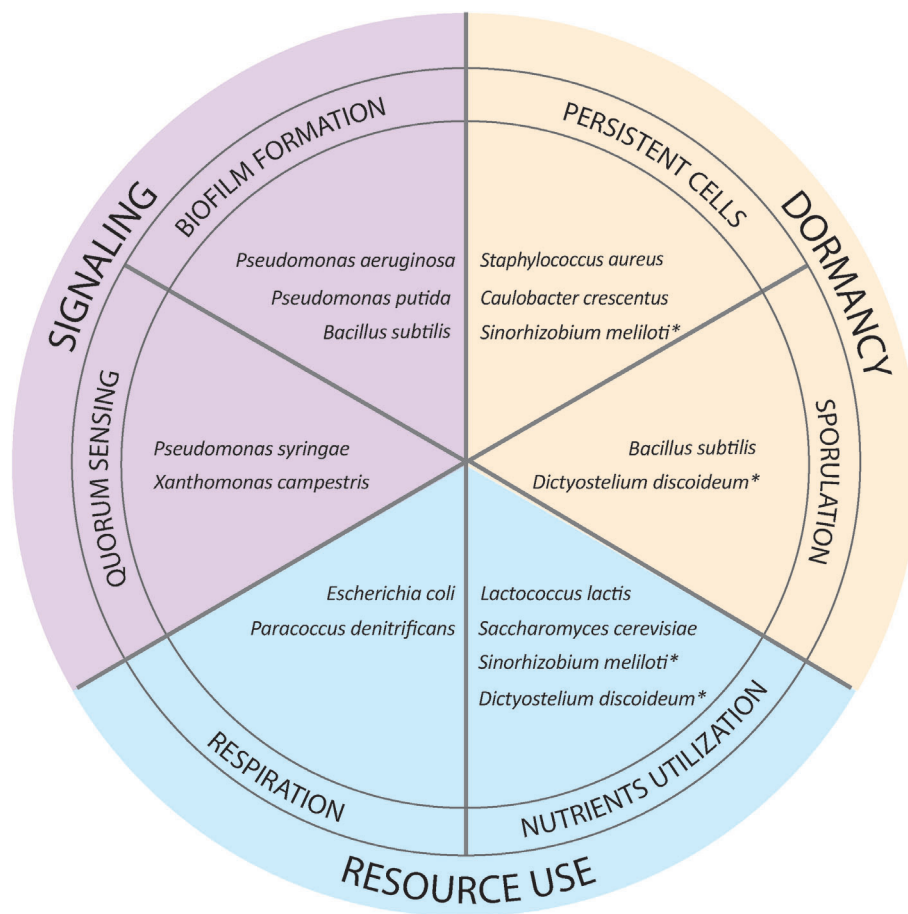 SIGNALING
BIOFILM FORMATION
Pseudomonas aeruginosa
Pseudomonas putida
Bacillus subtilis
QUORUM SENSING
Pseudomonas syringae
Xanthomonas campestris
DORMANCY
PERSISTENT CELLS
Staphylococcus aureus
Caulobacter crescentus
Sinorhizobium meliloti*
SPORULATION
Bacillus subtilis
Dictyostelium discoideum*
RESOURCE USE
RESPIRATION
Escherichia coli
Paracoccus denitrificans
NUTRIENTS UTILIZATION
Lactococcus lactis
Saccharomyces cerevisiae
Sinorhizobium meliloti*
Dictyostelium discoideum*